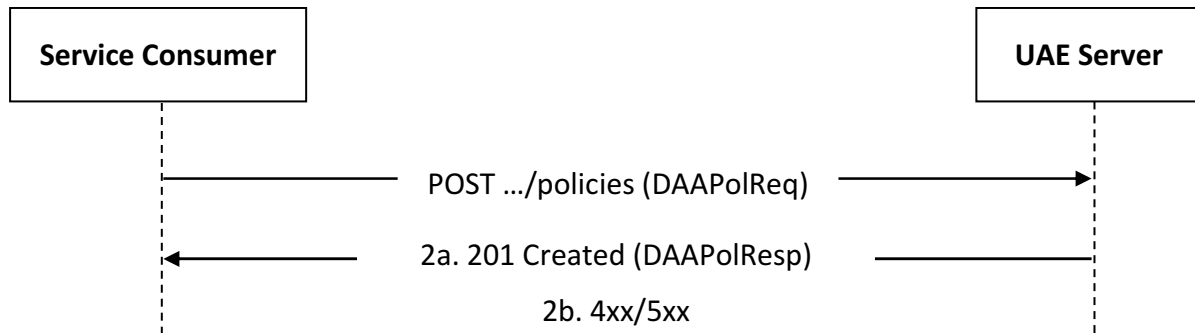 Service Consumer
UAE Server
POST …/policies (DAAPolReq)
2a. 201 Created (DAAPolResp)
2b. 4xx/5xx